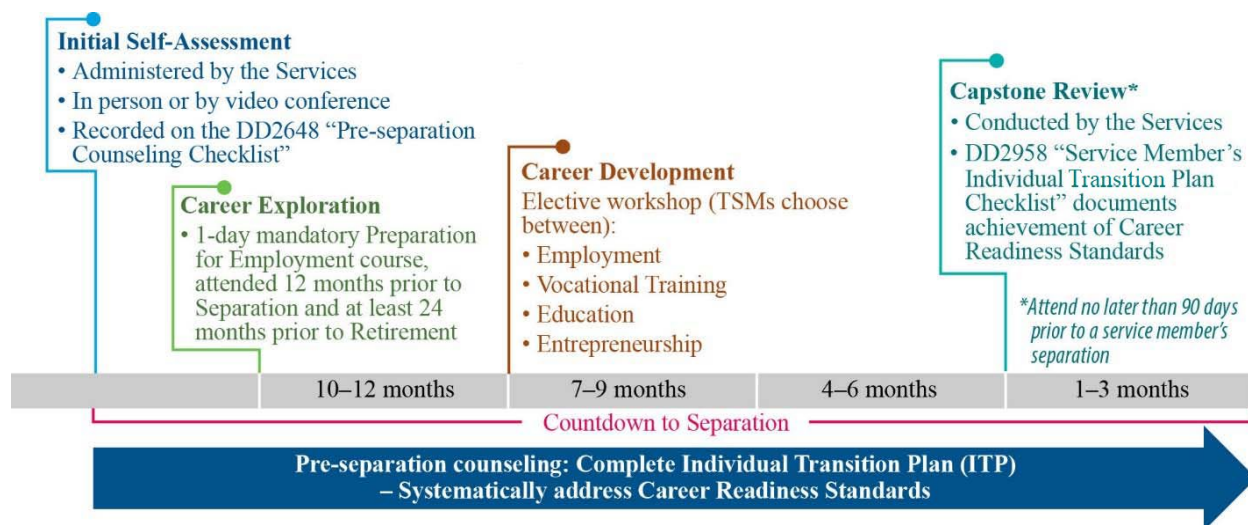 Initial Self-Assessment
• Administered by the Services
• In person or by video conference
• Recorded on the DD2648 “Pre-separation
Counseling Checklist”
Career Exploration
• 1-day mandatory Preparation
for Employment course,
attended 12 months prior to
Separation and at least 24
months prior to Retirement
Career Development
Elective workshop (TSMs choose
between):
• Employment
• Vocational Training
• Education
• Entrepreneurship
Capstone Review*
• Conducted by the Services
• DD2958 “Service Member’s
Individual Transition Plan
Checklist” documents
achievement of Career
Readiness Standards
*Attend no later than 90 days
prior to a service member’s
separation
10–12 months
7–9 months
4–6 months
1–3 months
Countdown to Separation
Pre-separation counseling: Complete Individual Transition Plan (ITP)
– Systematically address Career Readiness Standards